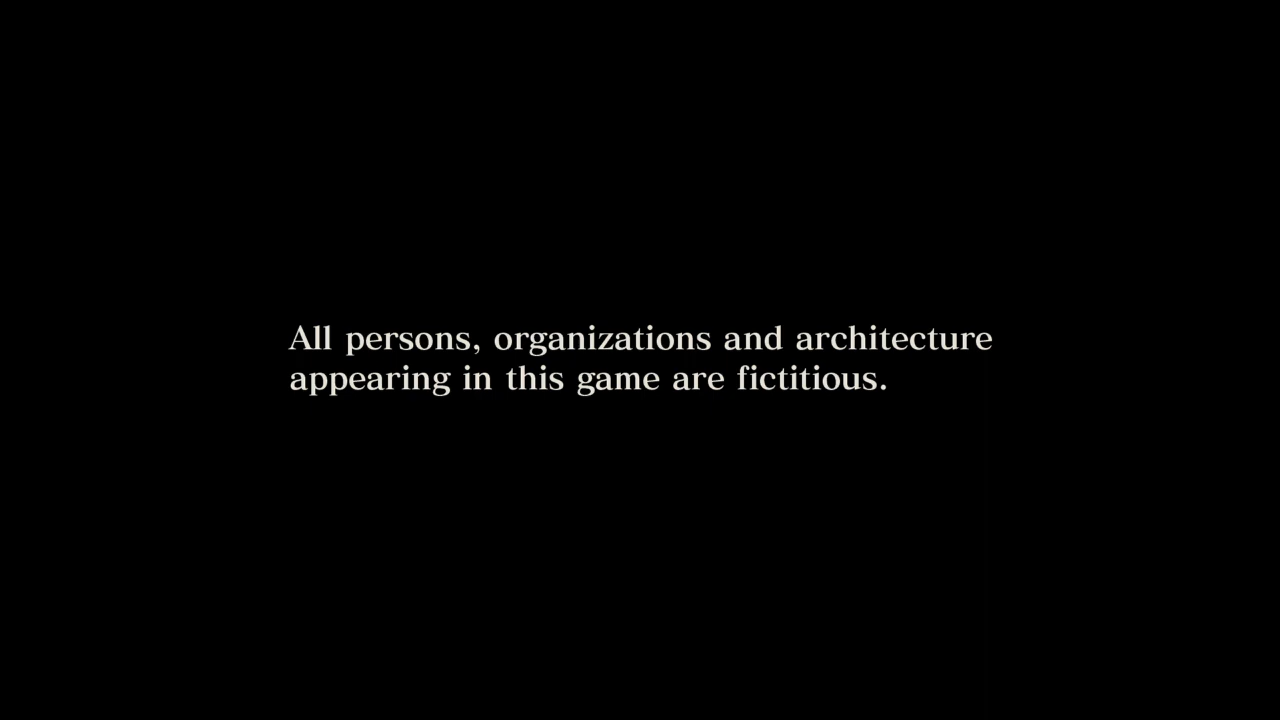 All persons, organizations and architecture
appearing in this game are fictitious.